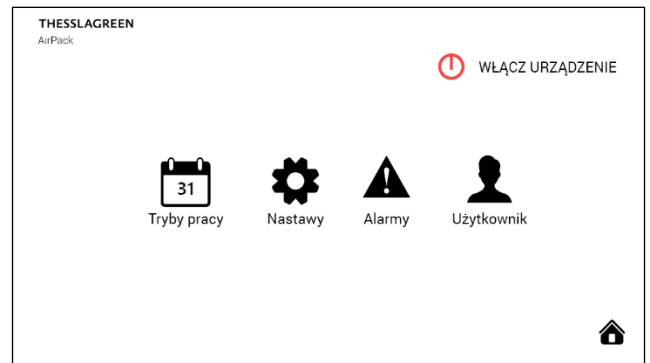 THESSLAGREEN
AirPack
WŁĄCZ URZĄDZENIE
31
Tryby pracy
Nastawy
Alarmy
Użytkownik